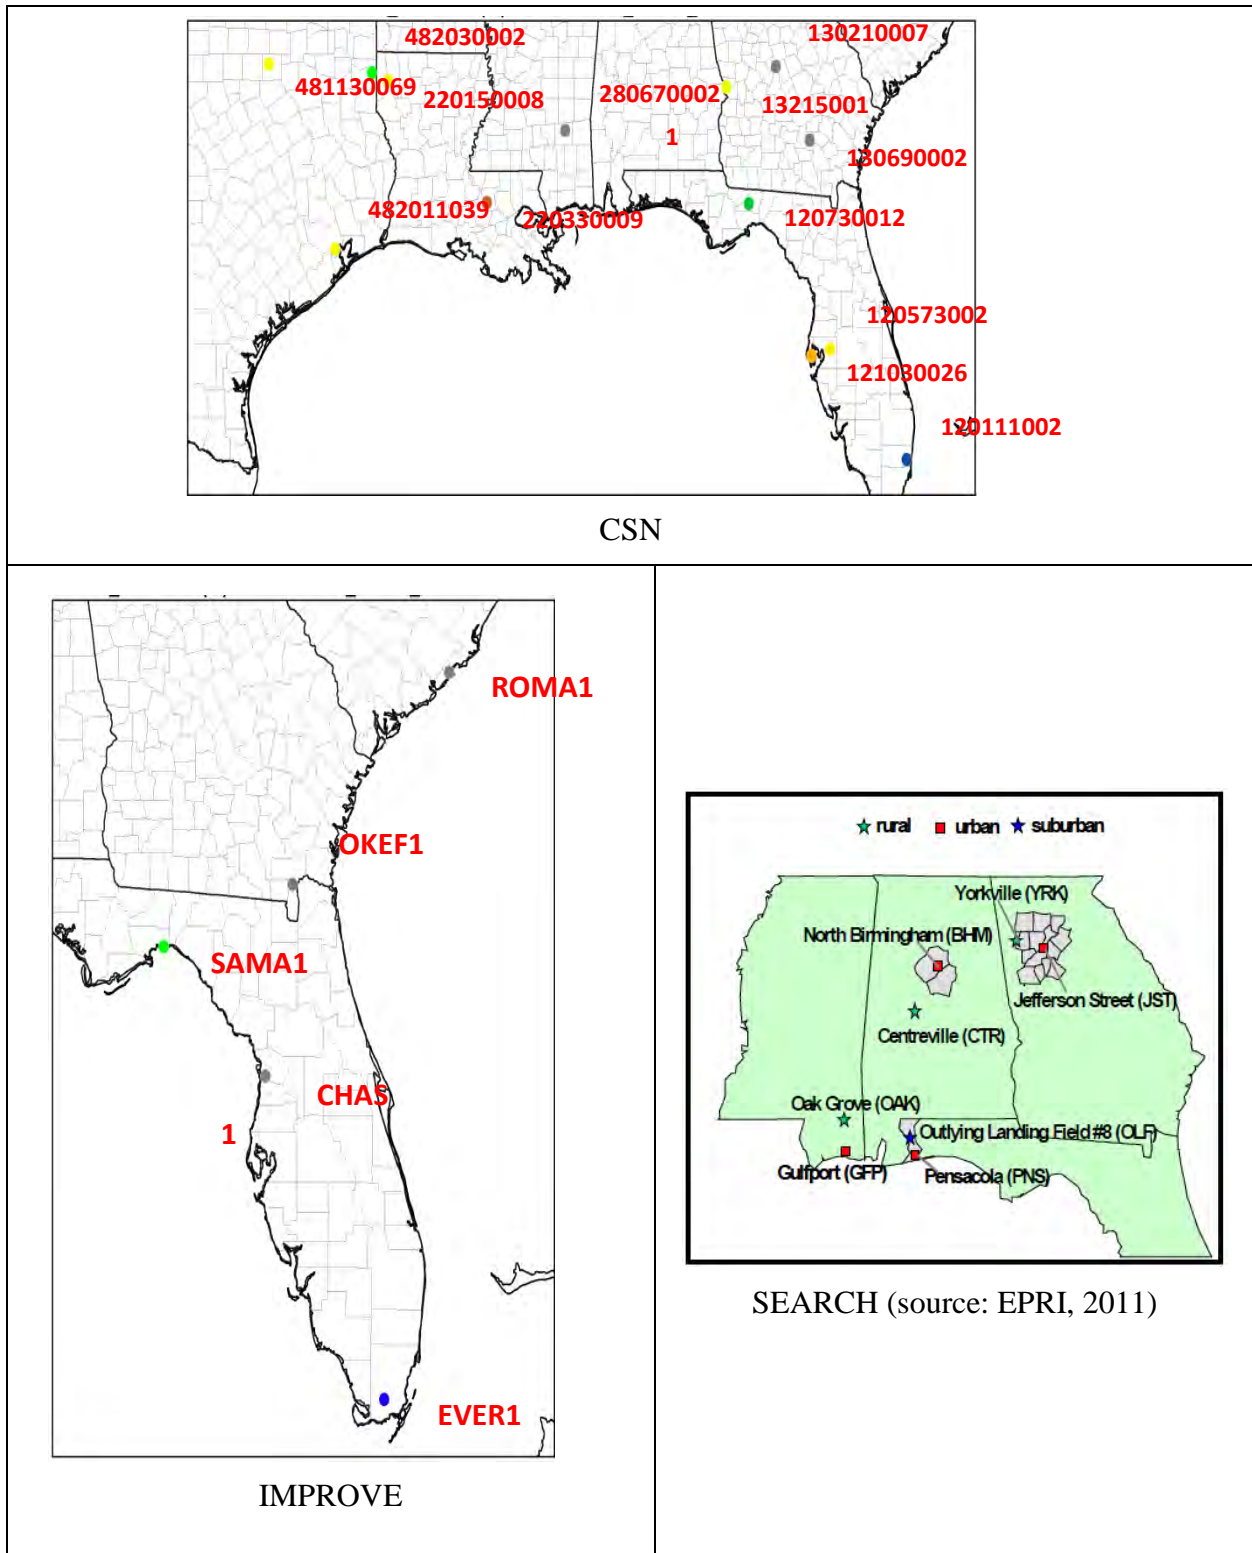 482030002
130210007
481130069
220150008
280670002
13215001
1
130690002
482011039
220330009
120730012
120573002
121030026
120111002
CSN
ROMA1
OKEF1
SAMA1
CHAS
1
EVER1
IMPROVE
rural urban suburban
Yorkville (YRK)
North Birmingham (BHM)
Jefferson Street (JST)
Centreville (CTR)
Oak Grove (OAK)
Outlying Landing Field #8 (OLF)
Gulfport (GFP)
Pensacola (PNS)
SEARCH (source: EPRI, 2011)